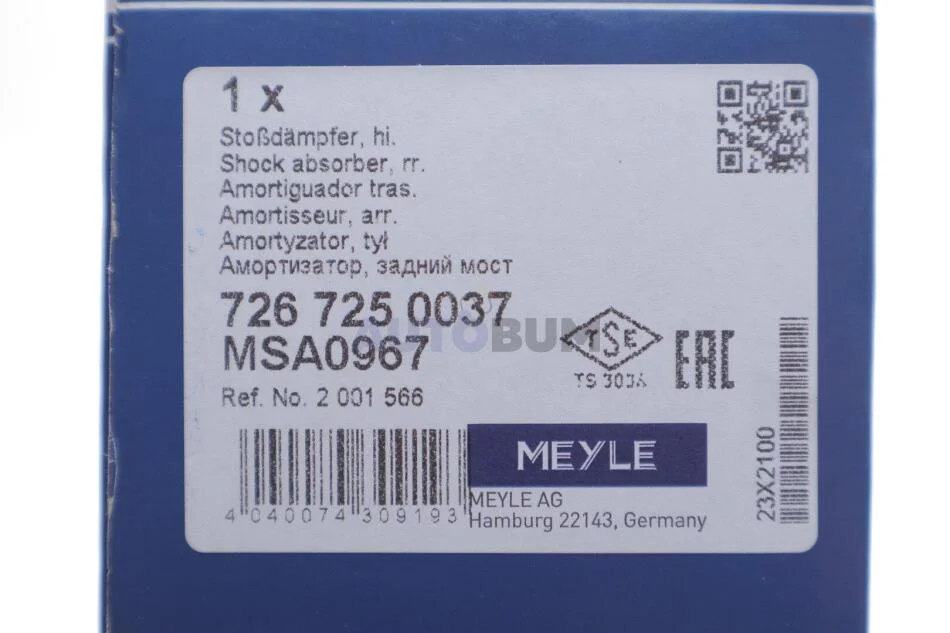 1 x
Stoßdämpfer, hi.
Shock absorber, rr.
Amortiguador tras.
Amortisseur, arr.
Amortyzator, tył
Амортизатор, задний мост
726 725 0037
MSA0967
AUTOBUM
Ref. No. 2 001 566
TSE
TS 303A
EAC
MEYLE
MEYLE AG
Hamburg 22143, Germany
4 040074 309193
23X2100